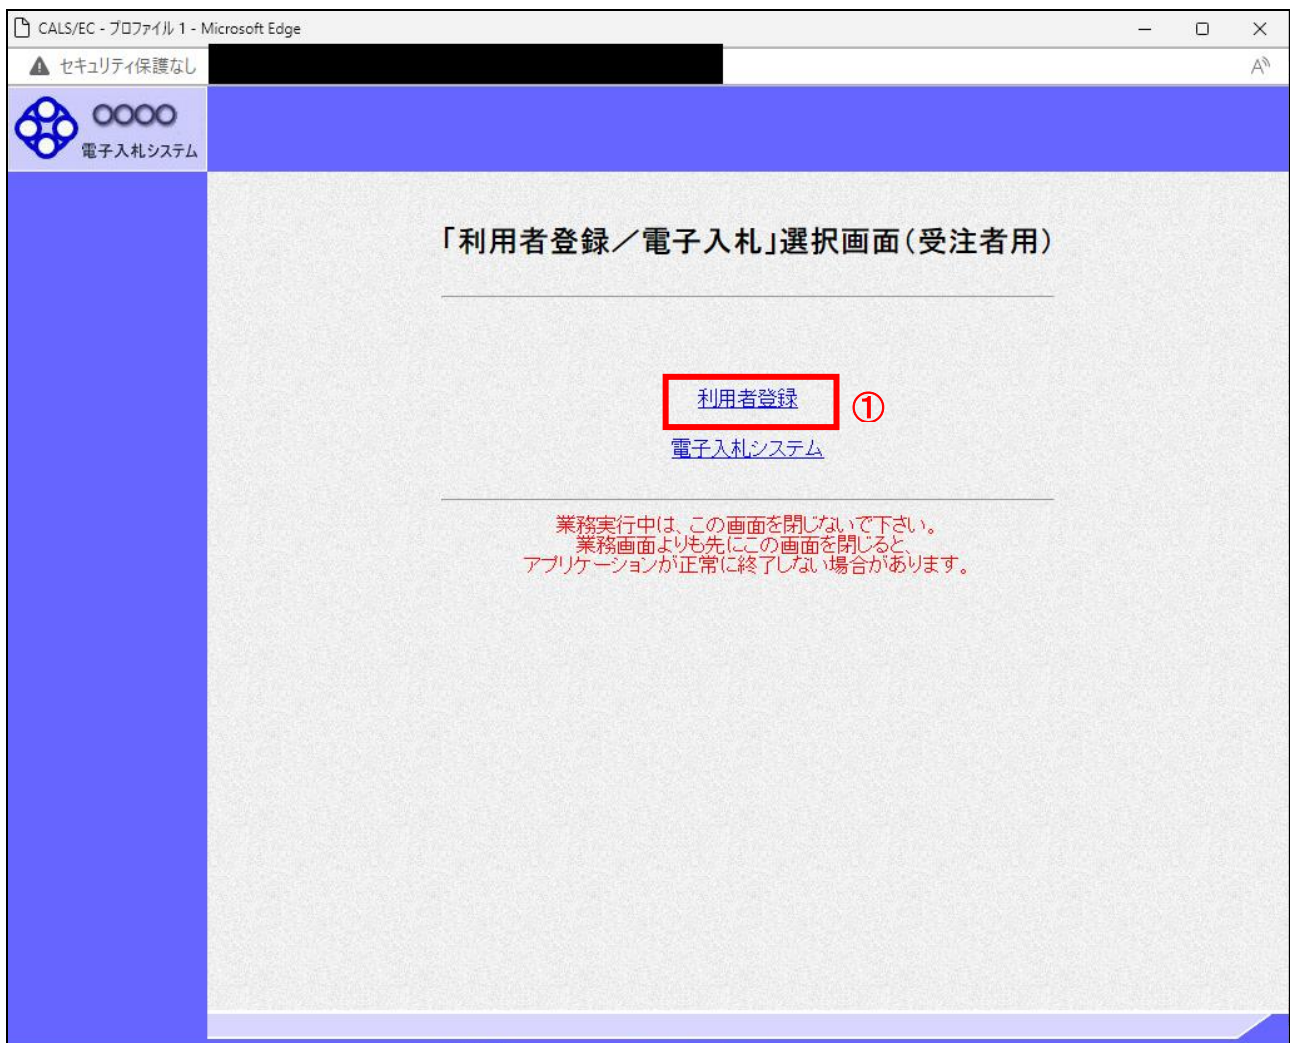 CALS/EC - プロファイル 1 - Microsoft Edge
セキュリティ保護なし
A
○○○○
電子入札システム
「利用者登録／電子入札」選択画面(受注者用)
利用者登録
①
電子入札システム
業務実行中は、この画面を閉じないで下さい。
業務画面よりも先にこの画面を閉じると、
アプリケーションが正常に終了しない場合があります。